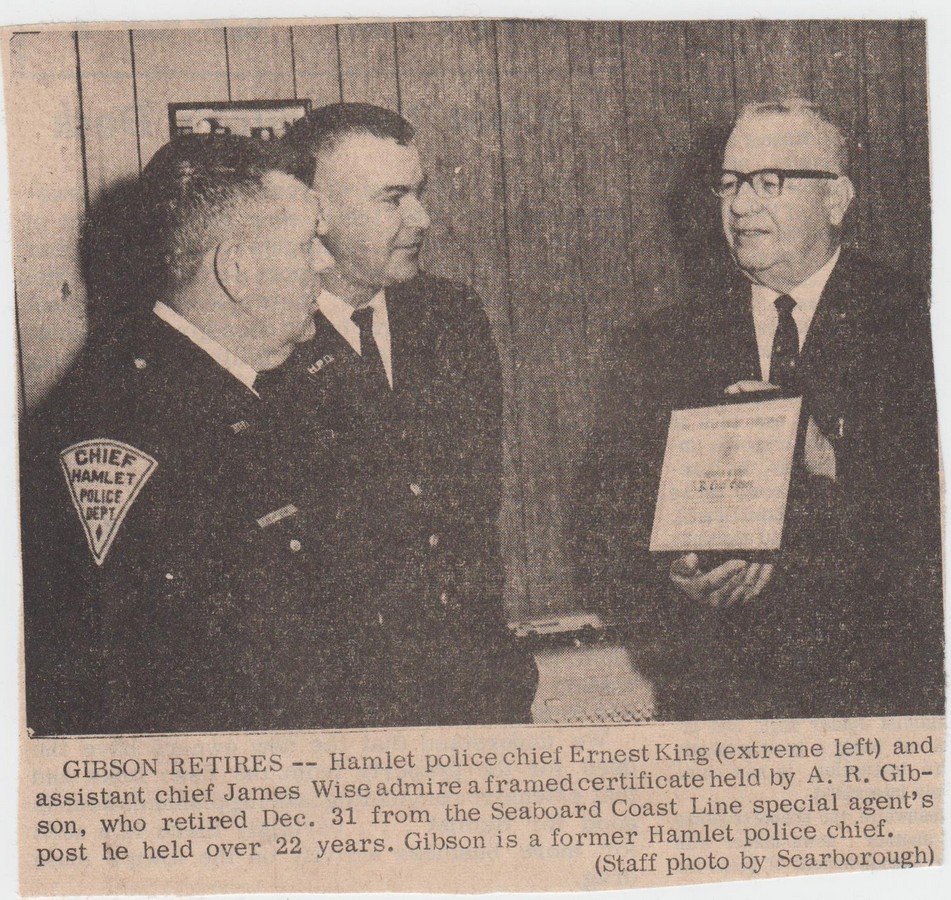 CHIEF
HAMLET
POLICE
DEPT.
H.P.D.
GIBSON RETIRES -- Hamlet police chief Ernest King (extreme left) and
assistant chief James Wise admire a framed certificate held by A. R. Gib-
son, who retired Dec. 31 from the Seaboard Coast Line special agent's
post he held over 22 years. Gibson is a former Hamlet police chief.
(Staff photo by Scarborough)